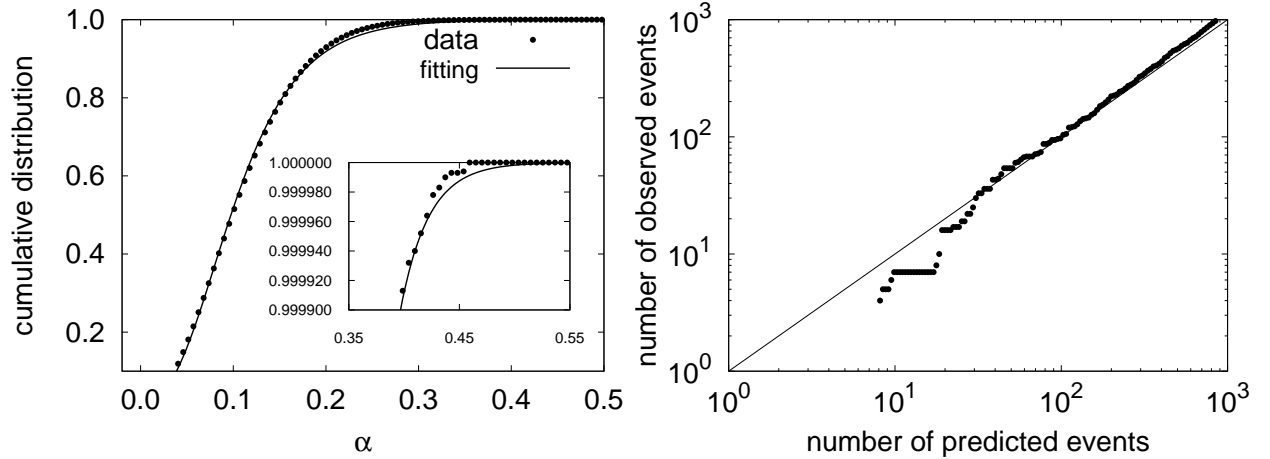 1.0
1.0
0.8
0.6
0.4
0.2
cumulative distribution
data
fitting
1.000000
0.999980
0.999960
0.999940
0.999920
0.999900
0.35 0.45 0.55
0.0 0.1 0.2 0.3 0.4 0.5
α
10^3
10^2
10^1
10^0
number of observed events
10^0 10^1 10^2 10^3
number of predicted events